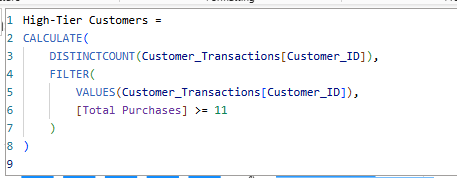 1 High-Tier Customers =
2 CALCULATE(
3 DISTINCTCOUNT(Customer_Transactions[Customer_ID]),
4 FILTER(
5 VALUES(Customer_Transactions[Customer_ID]),
6 [Total Purchases] >= 11
7 )
8 )
9